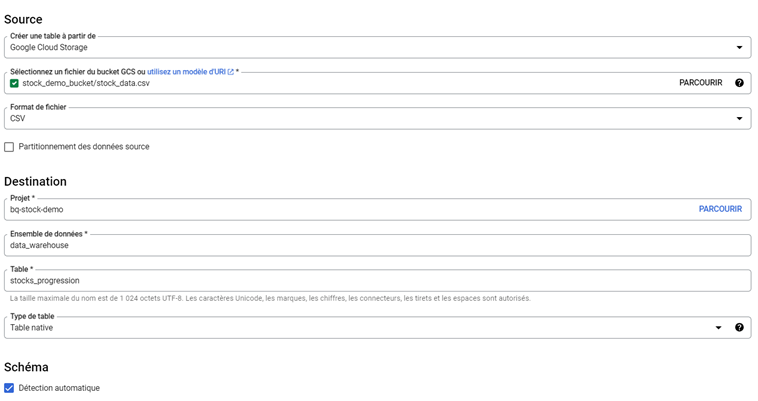 Source
Créer une table à partir de
Google Cloud Storage
Sélectionnez un fichier du bucket GCS ou utilisez un modèle d'URI *
stock_demo_bucket/stock_data.csv PARCOURIR ?
Format de fichier
CSV
Partitionnement des données source
Destination
Projet *
bq-stock-demo PARCOURIR
Ensemble de données *
data_warehouse
Table *
stocks_progression
La taille maximale du nom est de 1 024 octets UTF-8. Les caractères Unicode, les marques, les chiffres, les connecteurs, les tirets et les espaces sont autorisés.
Type de table
Table native ?
Schéma
Détection automatique